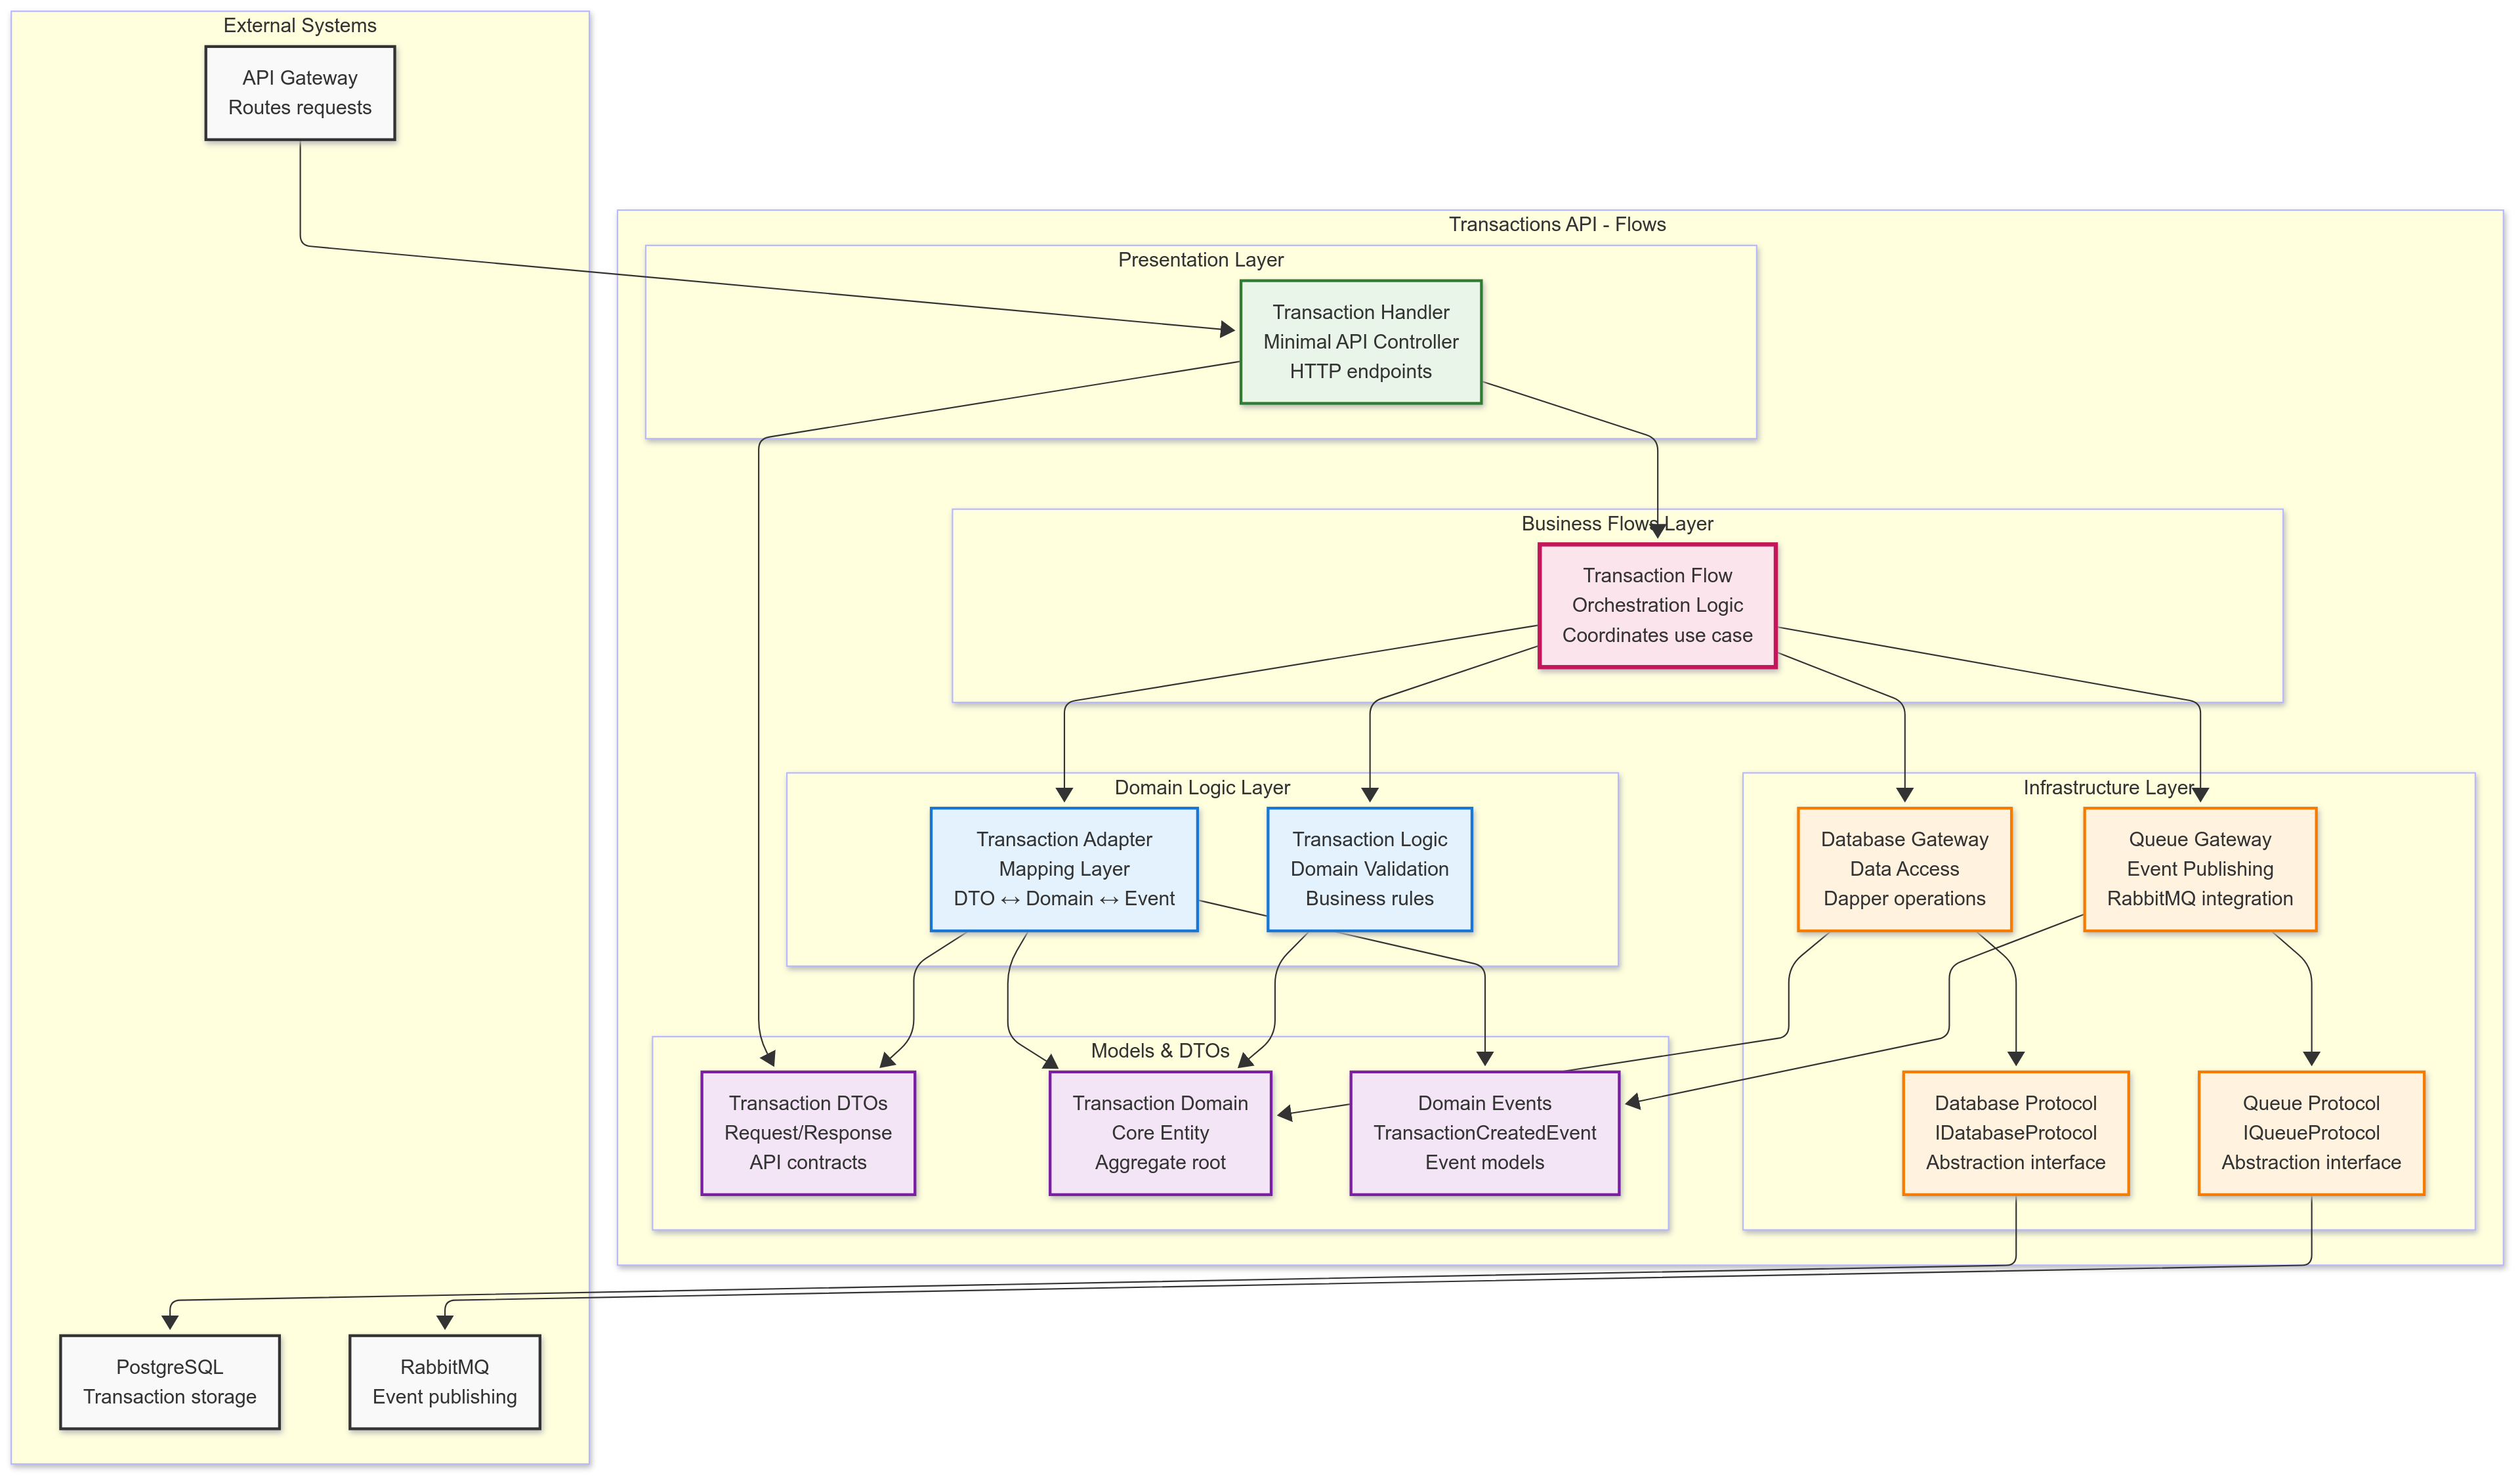 External Systems
API Gateway
Routes requests
Transactions API - Flows
Presentation Layer
Transaction Handler
Minimal API Controller
HTTP endpoints
Business Flows Layer
Transaction Flow
Orchestration Logic
Coordinates use case
Domain Logic Layer
Transaction Adapter
Mapping Layer
DTO ↔ Domain ↔ Event
Transaction Logic
Domain Validation
Business rules
Infrastructure Layer
Database Gateway
Data Access
Dapper operations
Queue Gateway
Event Publishing
RabbitMQ integration
Models & DTOs
Transaction DTOs
Request/Response
API contracts
Transaction Domain
Core Entity
Aggregate root
Domain Events
TransactionCreatedEvent
Event models
Database Protocol
IDatabaseProtocol
Abstraction interface
Queue Protocol
IQueueProtocol
Abstraction interface
PostgreSQL
Transaction storage
RabbitMQ
Event publishing